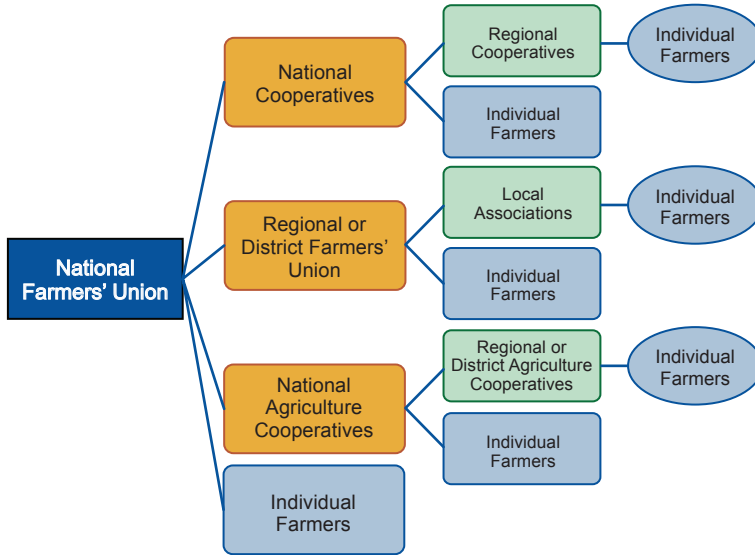 National
Farmers' Union
National
Cooperatives
Regional
Cooperatives
Individual
Farmers
Individual
Farmers
Regional or
District Farmers'
Union
Local
Associations
Individual
Farmers
Individual
Farmers
National
Agriculture
Cooperatives
Regional or
District Agriculture
Cooperatives
Individual
Farmers
Individual
Farmers
Individual
Farmers